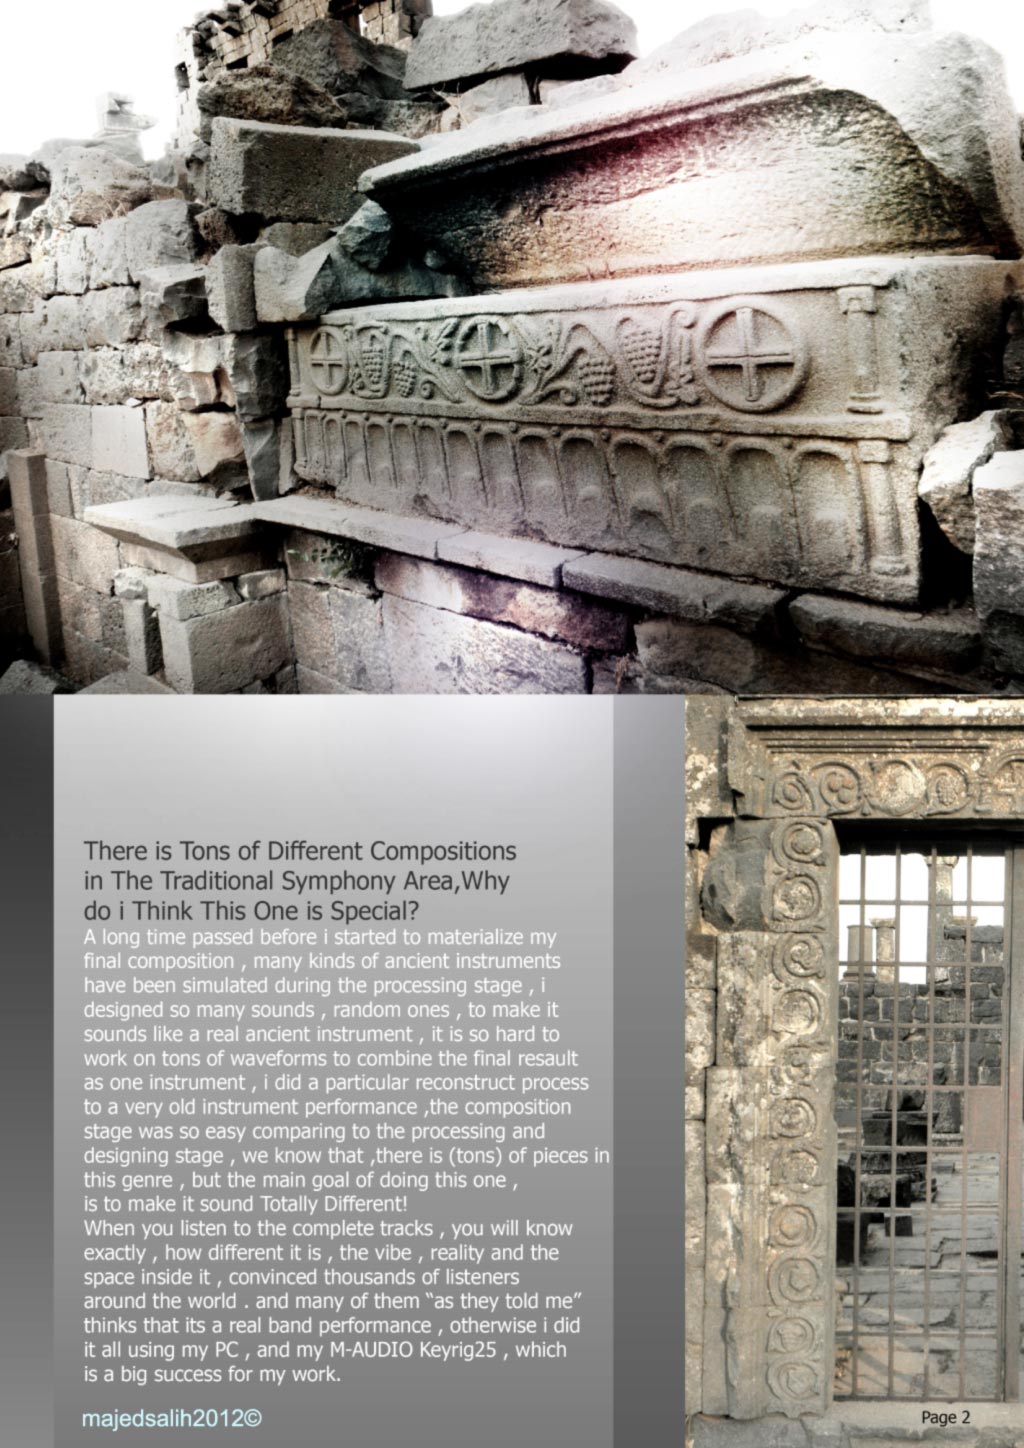 There is Tons of Different Compositions
in The Traditional Symphony Area,Why
do i Think This One is Special?
A long time passed before i started to materialize my
final composition , many kinds of ancient instruments
have been simulated during the processing stage , i
designed so many sounds , random ones , to make it
sounds like a real ancient instrument , it is so hard to
work on tons of waveforms to combine the final resault
as one instrument , i did a particular reconstruct process
to a very old instrument performance ,the composition
stage was so easy comparing to the processing and
designing stage , we know that ,there is (tons) of pieces in
this genre , but the main goal of doing this one ,
is to make it sound Totally Different!
When you listen to the complete tracks , you will know
exactly , how different it is , the vibe , reality and the
space inside it , convinced thousands of listeners
around the world . and many of them “as they told me”
thinks that its a real band performance , otherwise i did
it all using my PC , and my M-AUDIO Keyrig25 , which
is a big success for my work.
majedsalih2012©
Page 2